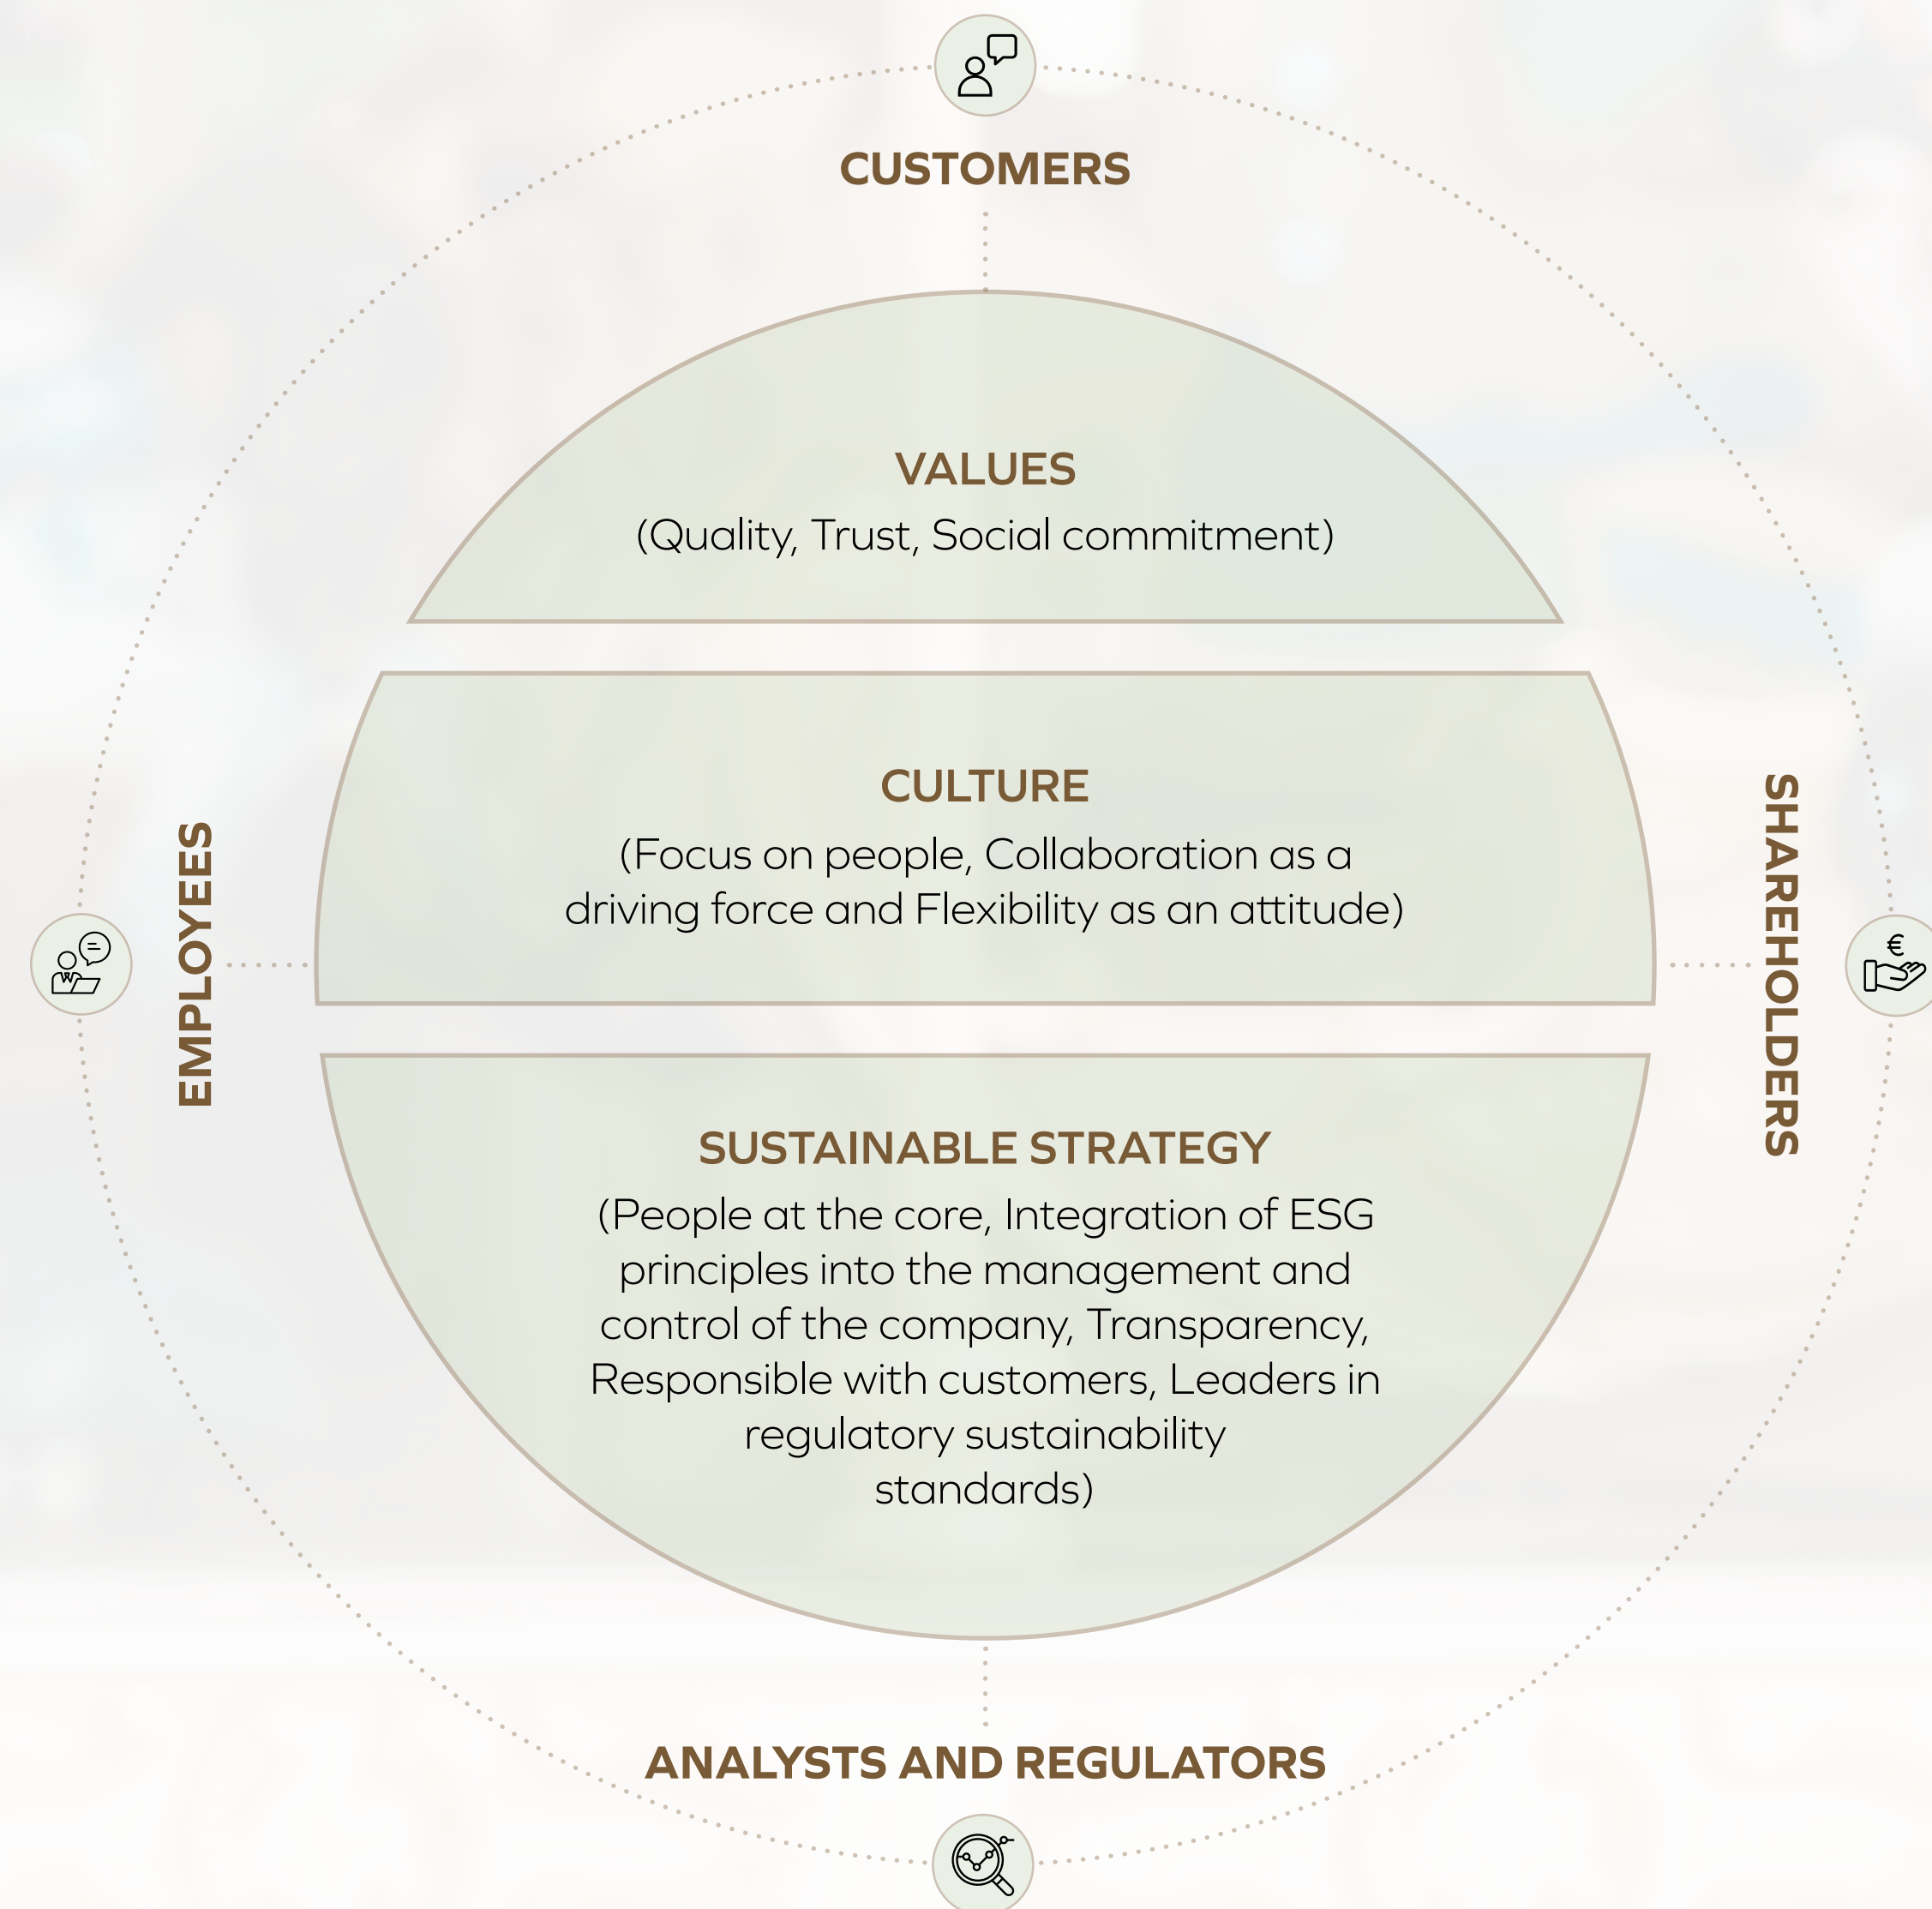 CUSTOMERS
VALUES
(Quality, Trust, Social commitment)
CULTURE
(Focus on people, Collaboration as a
driving force and Flexibility as an attitude)
EMPLOYEES
SHAREHOLDERS
SUSTAINABLE STRATEGY
(People at the core, Integration of ESG
principles into the management and
control of the company, Transparency,
Responsible with customers, Leaders in
regulatory sustainability
standards)
ANALYSTS AND REGULATORS
€